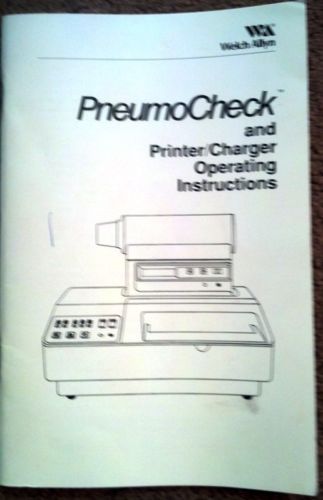 WA
Welch Allyn
PneumoCheck™
and
Printer/Charger
Operating
Instructions